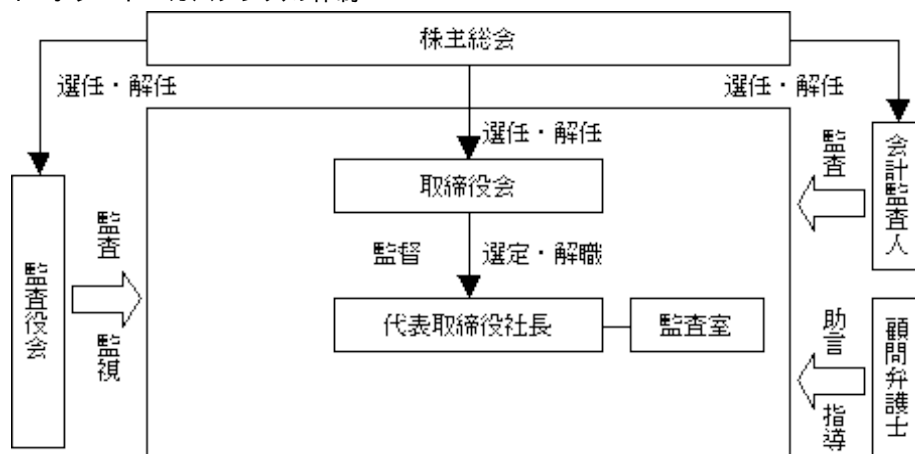 株主総会
選任・解任
選任・解任
選任・解任
取締役会
監督
選定・解職
代表取締役社長
監査室
監査役会
監査
監視
監査
会計監査人
助言
指導
顧問弁護士